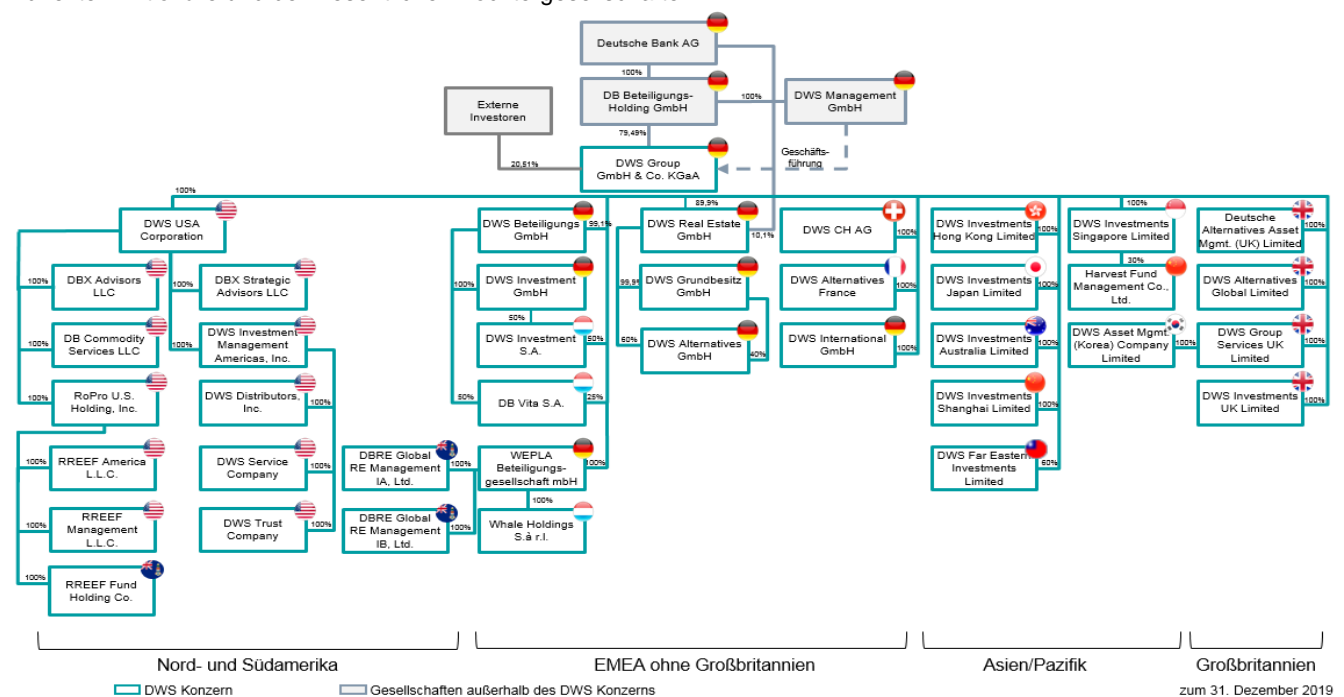 Deutsche Bank AG
100%
DB Beteiligungs-
Holding GmbH
100%
DWS Management
GmbH
Externe
Investoren
79,49%
Geschäfts-
führung
20,51%
DWS Group
GmbH & Co. KGaA
100%
DWS USA
Corporation
100%
DBX Advisors
LLC
100%
DBX Strategic
Advisors LLC
100%
DB Commodity
Services LLC
100%
DWS Investment
Management
Americas, Inc.
100%
RoPro U.S.
Holding, Inc.
DWS Distributors,
Inc.
100%
100%
RREEF America
L.L.C.
DWS Service
Company
100%
100%
RREEF
Management
L.L.C.
DWS Trust
Company
100%
100%
RREEF Fund
Holding Co.
DBRE Global
RE Management
IA, Ltd.
100%
DBRE Global
RE Management
IB, Ltd.
100%
DWS Beteiligungs
GmbH
99,1%
100%
DWS Investment
GmbH
50%
DWS Investment
S.A.
50%
50%
DB Vita S.A.
25%
WEPLA
Beteiligungs-
gesellschaft mbH
100%
100%
Whale Holdings
S.à r.l.
89,9%
DWS Real Estate
GmbH
10,1%
99,9%
DWS Grundbesitz
GmbH
60%
DWS Alternatives
GmbH
40%
DWS CH AG
100%
DWS Alternatives
France
100%
DWS International
GmbH
100%
DWS Investments
Hong Kong Limited
100%
DWS Investments
Japan Limited
100%
DWS Investments
Australia Limited
100%
DWS Investments
Shanghai Limited
100%
DWS Far Eastern
Investments
Limited
60%
100%
DWS Investments
Singapore Limited
30%
Harvest Fund
Management Co.,
Ltd.
DWS Asset Mgmt.
(Korea) Company
Limited
100%
Deutsche
Alternatives Asset
Mgmt. (UK) Limited
100%
DWS Alternatives
Global Limited
100%
DWS Group
Services UK
Limited
100%
DWS Investments
UK Limited
100%
Nord- und Südamerika
EMEA ohne Großbritannien
Asien/Pazifik
Großbritannien
DWS Konzern
Gesellschaften außerhalb des DWS Konzerns
zum 31. Dezember 2019